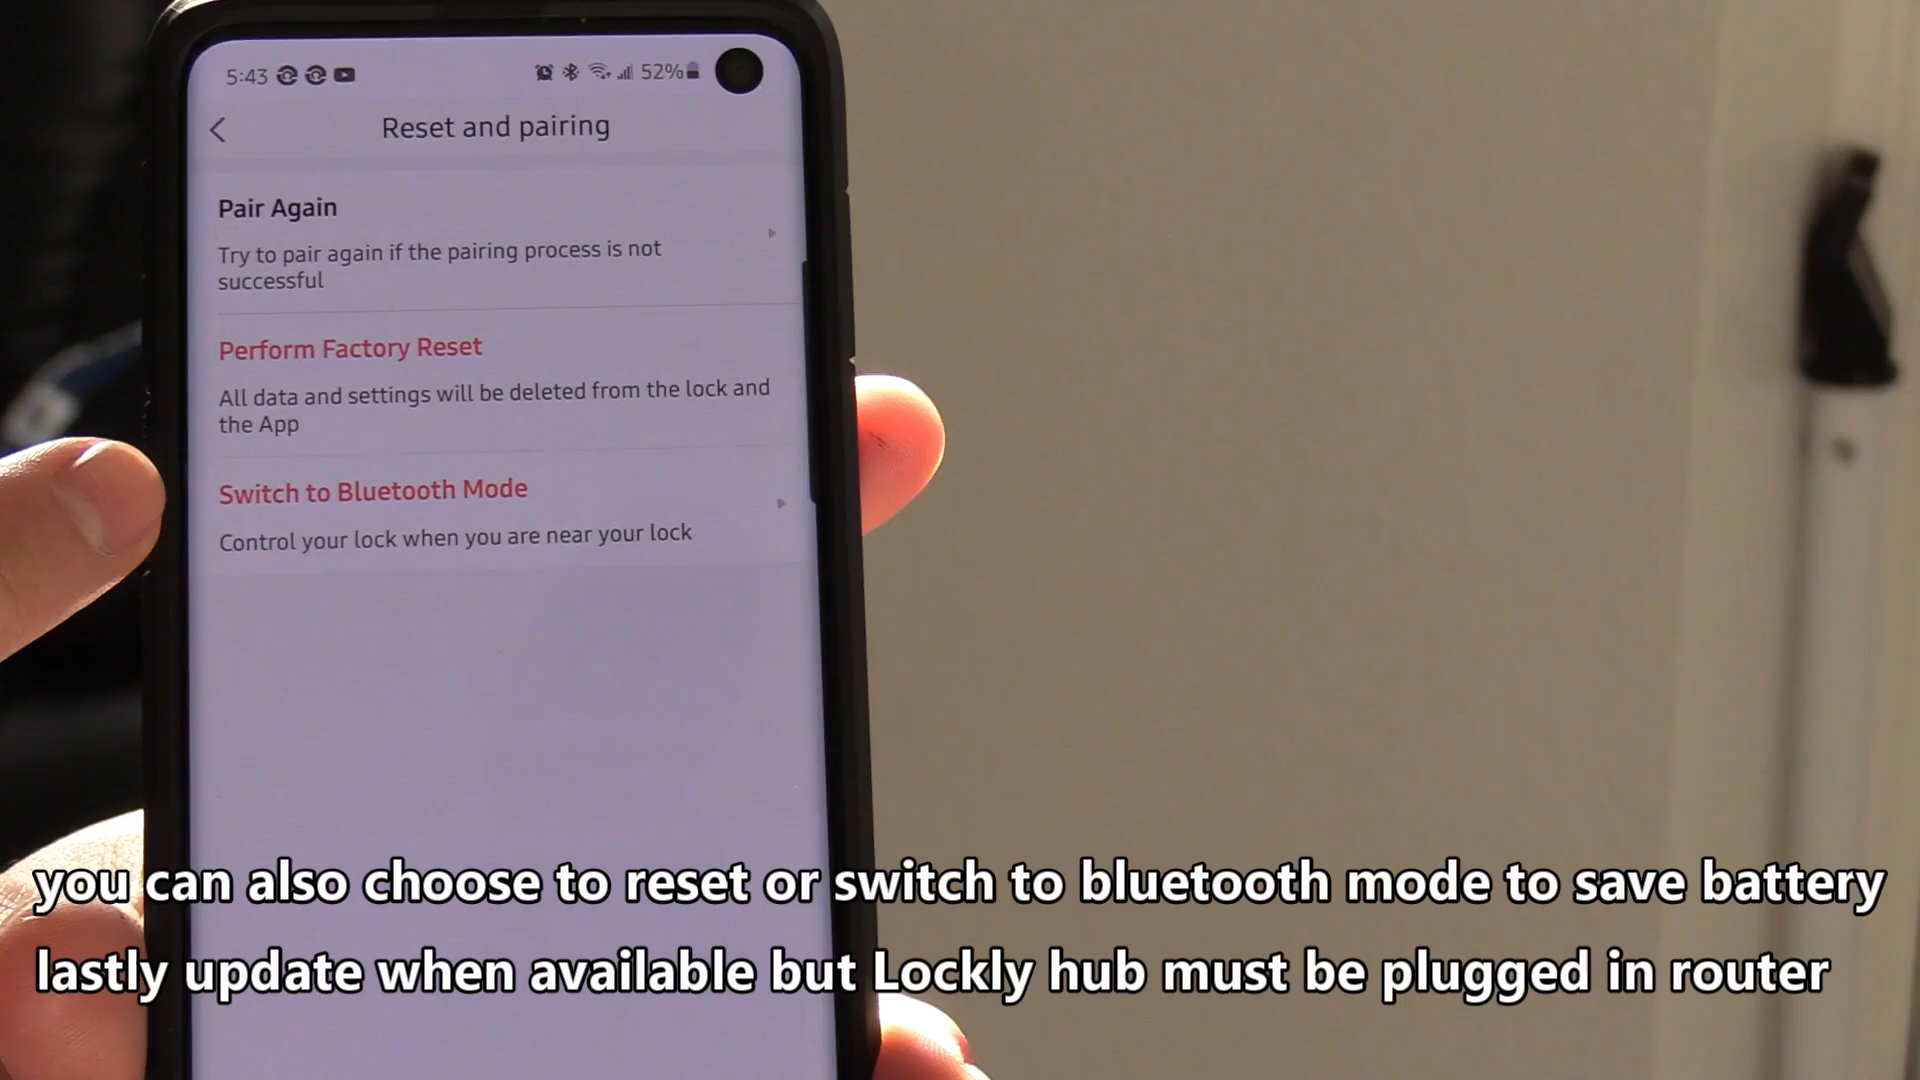 5:43 52%
Reset and pairing
Pair Again
Try to pair again if the pairing process is not
successful
Perform Factory Reset
All data and settings will be deleted from the lock and
the App
Switch to Bluetooth Mode
Control your lock when you are near your lock
you can also choose to reset or switch to bluetooth mode to save battery
lastly update when available but Lockly hub must be plugged in router